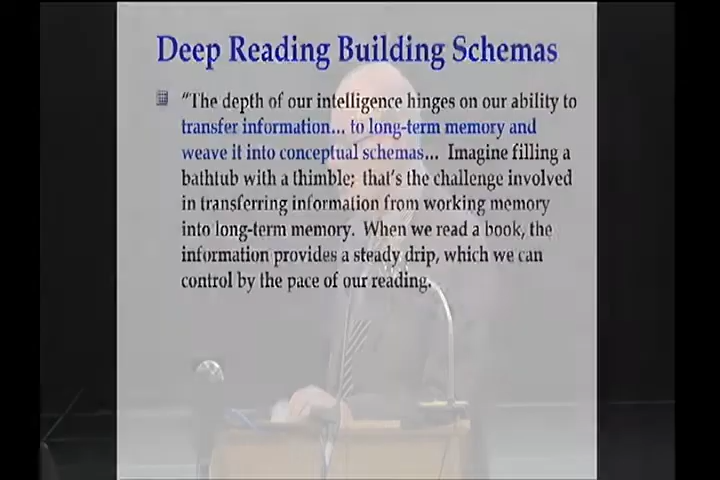 Deep Reading Building Schemas
"The depth of our intelligence hinges on our ability to
transfer information... to long-term memory and
weave it into conceptual schemas... Imagine filling a
bathtub with a thimble; that's the challenge involved
in transferring information from working memory
into long-term memory. When we read a book, the
information provides a steady drip, which we can
control by the pace of our reading.